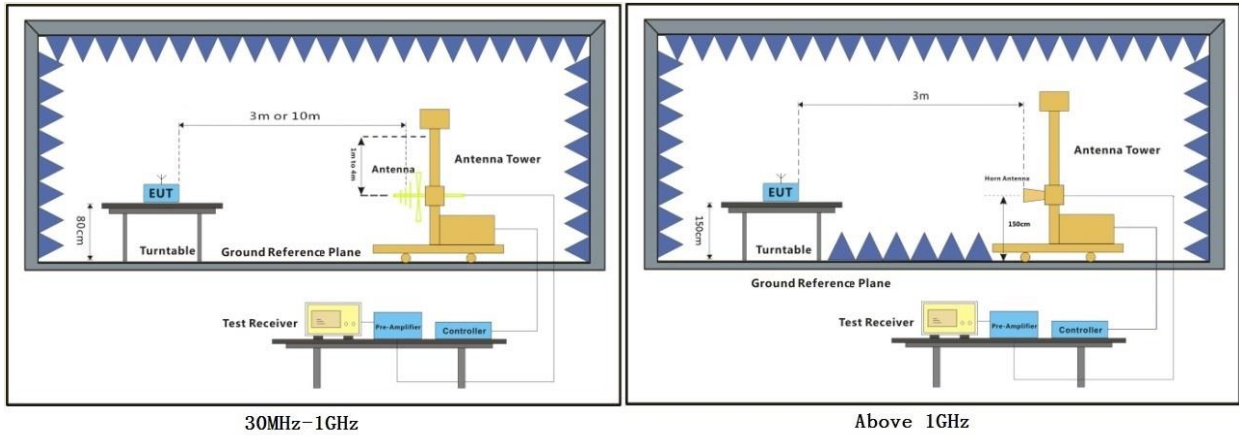 3m or 10m
1m to 4m
Antenna
Antenna Tower
EUT
80cm
Turntable
Ground Reference Plane
Test Receiver
Pre-Amplifier
Controller
30MHz-1GHz
3m
Antenna Tower
Horn Antenna
EUT
150cm
150cm
Turntable
Ground Reference Plane
Test Receiver
Pre-Amplifier
Controller
Above 1GHz